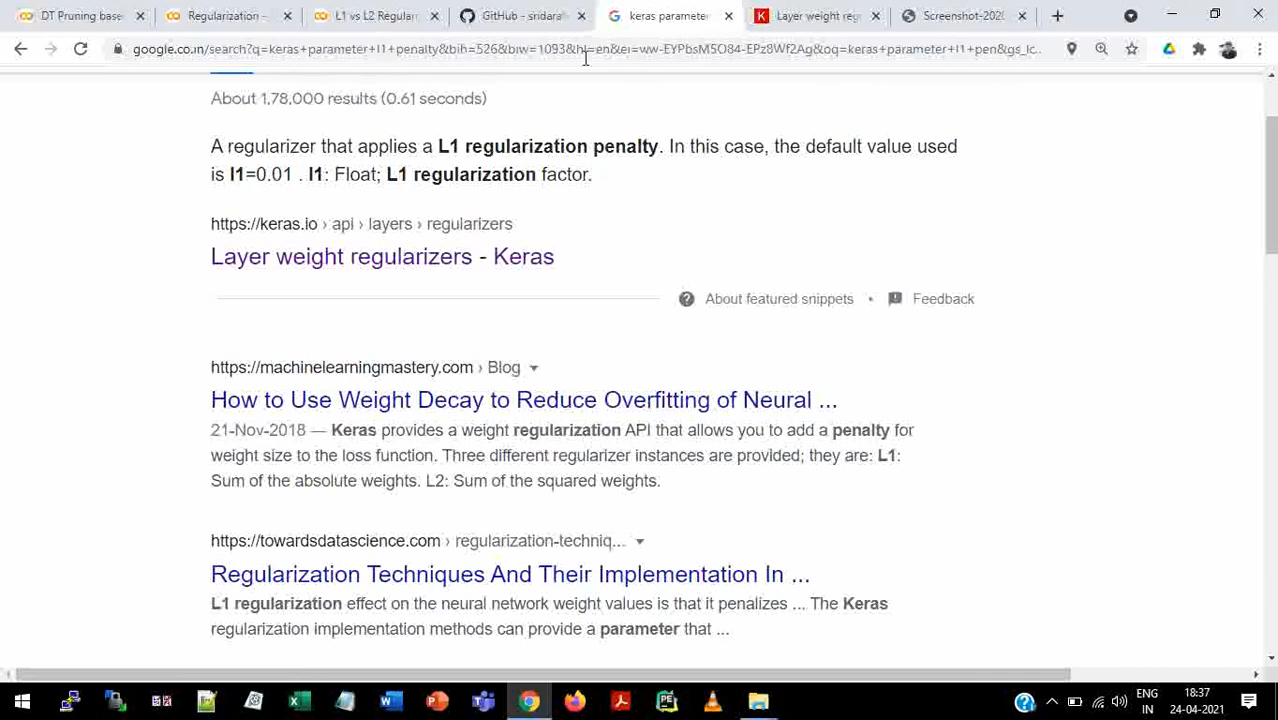 DT Pruning base
Regularization -
L1 vs L2 Regular
GitHub - sridara
keras parameter
Layer weight reg
Screenshot-202
google.co.in/search?q=keras+parameter+l1+penalty&bih=526&biw=1093&hl=en&ei=ww-EYPbsM5O84-EPz8Wf2Ag&oq=keras+parameter+l1+pen&gs_lc...
About 1,78,000 results (0.61 seconds)
A regularizer that applies a L1 regularization penalty. In this case, the default value used
is l1=0.01 . l1: Float; L1 regularization factor.
https://keras.io › api › layers › regularizers
Layer weight regularizers - Keras
About featured snippets • Feedback
https://machinelearningmastery.com › Blog
How to Use Weight Decay to Reduce Overfitting of Neural ...
21-Nov-2018 — Keras provides a weight regularization API that allows you to add a penalty for
weight size to the loss function. Three different regularizer instances are provided; they are: L1:
Sum of the absolute weights. L2: Sum of the squared weights.
https://towardsdatascience.com › regularization-techniq...
Regularization Techniques And Their Implementation In ...
L1 regularization effect on the neural network weight values is that it penalizes ... The Keras
regularization implementation methods can provide a parameter that ...
ENG
IN
18:37
24-04-2021